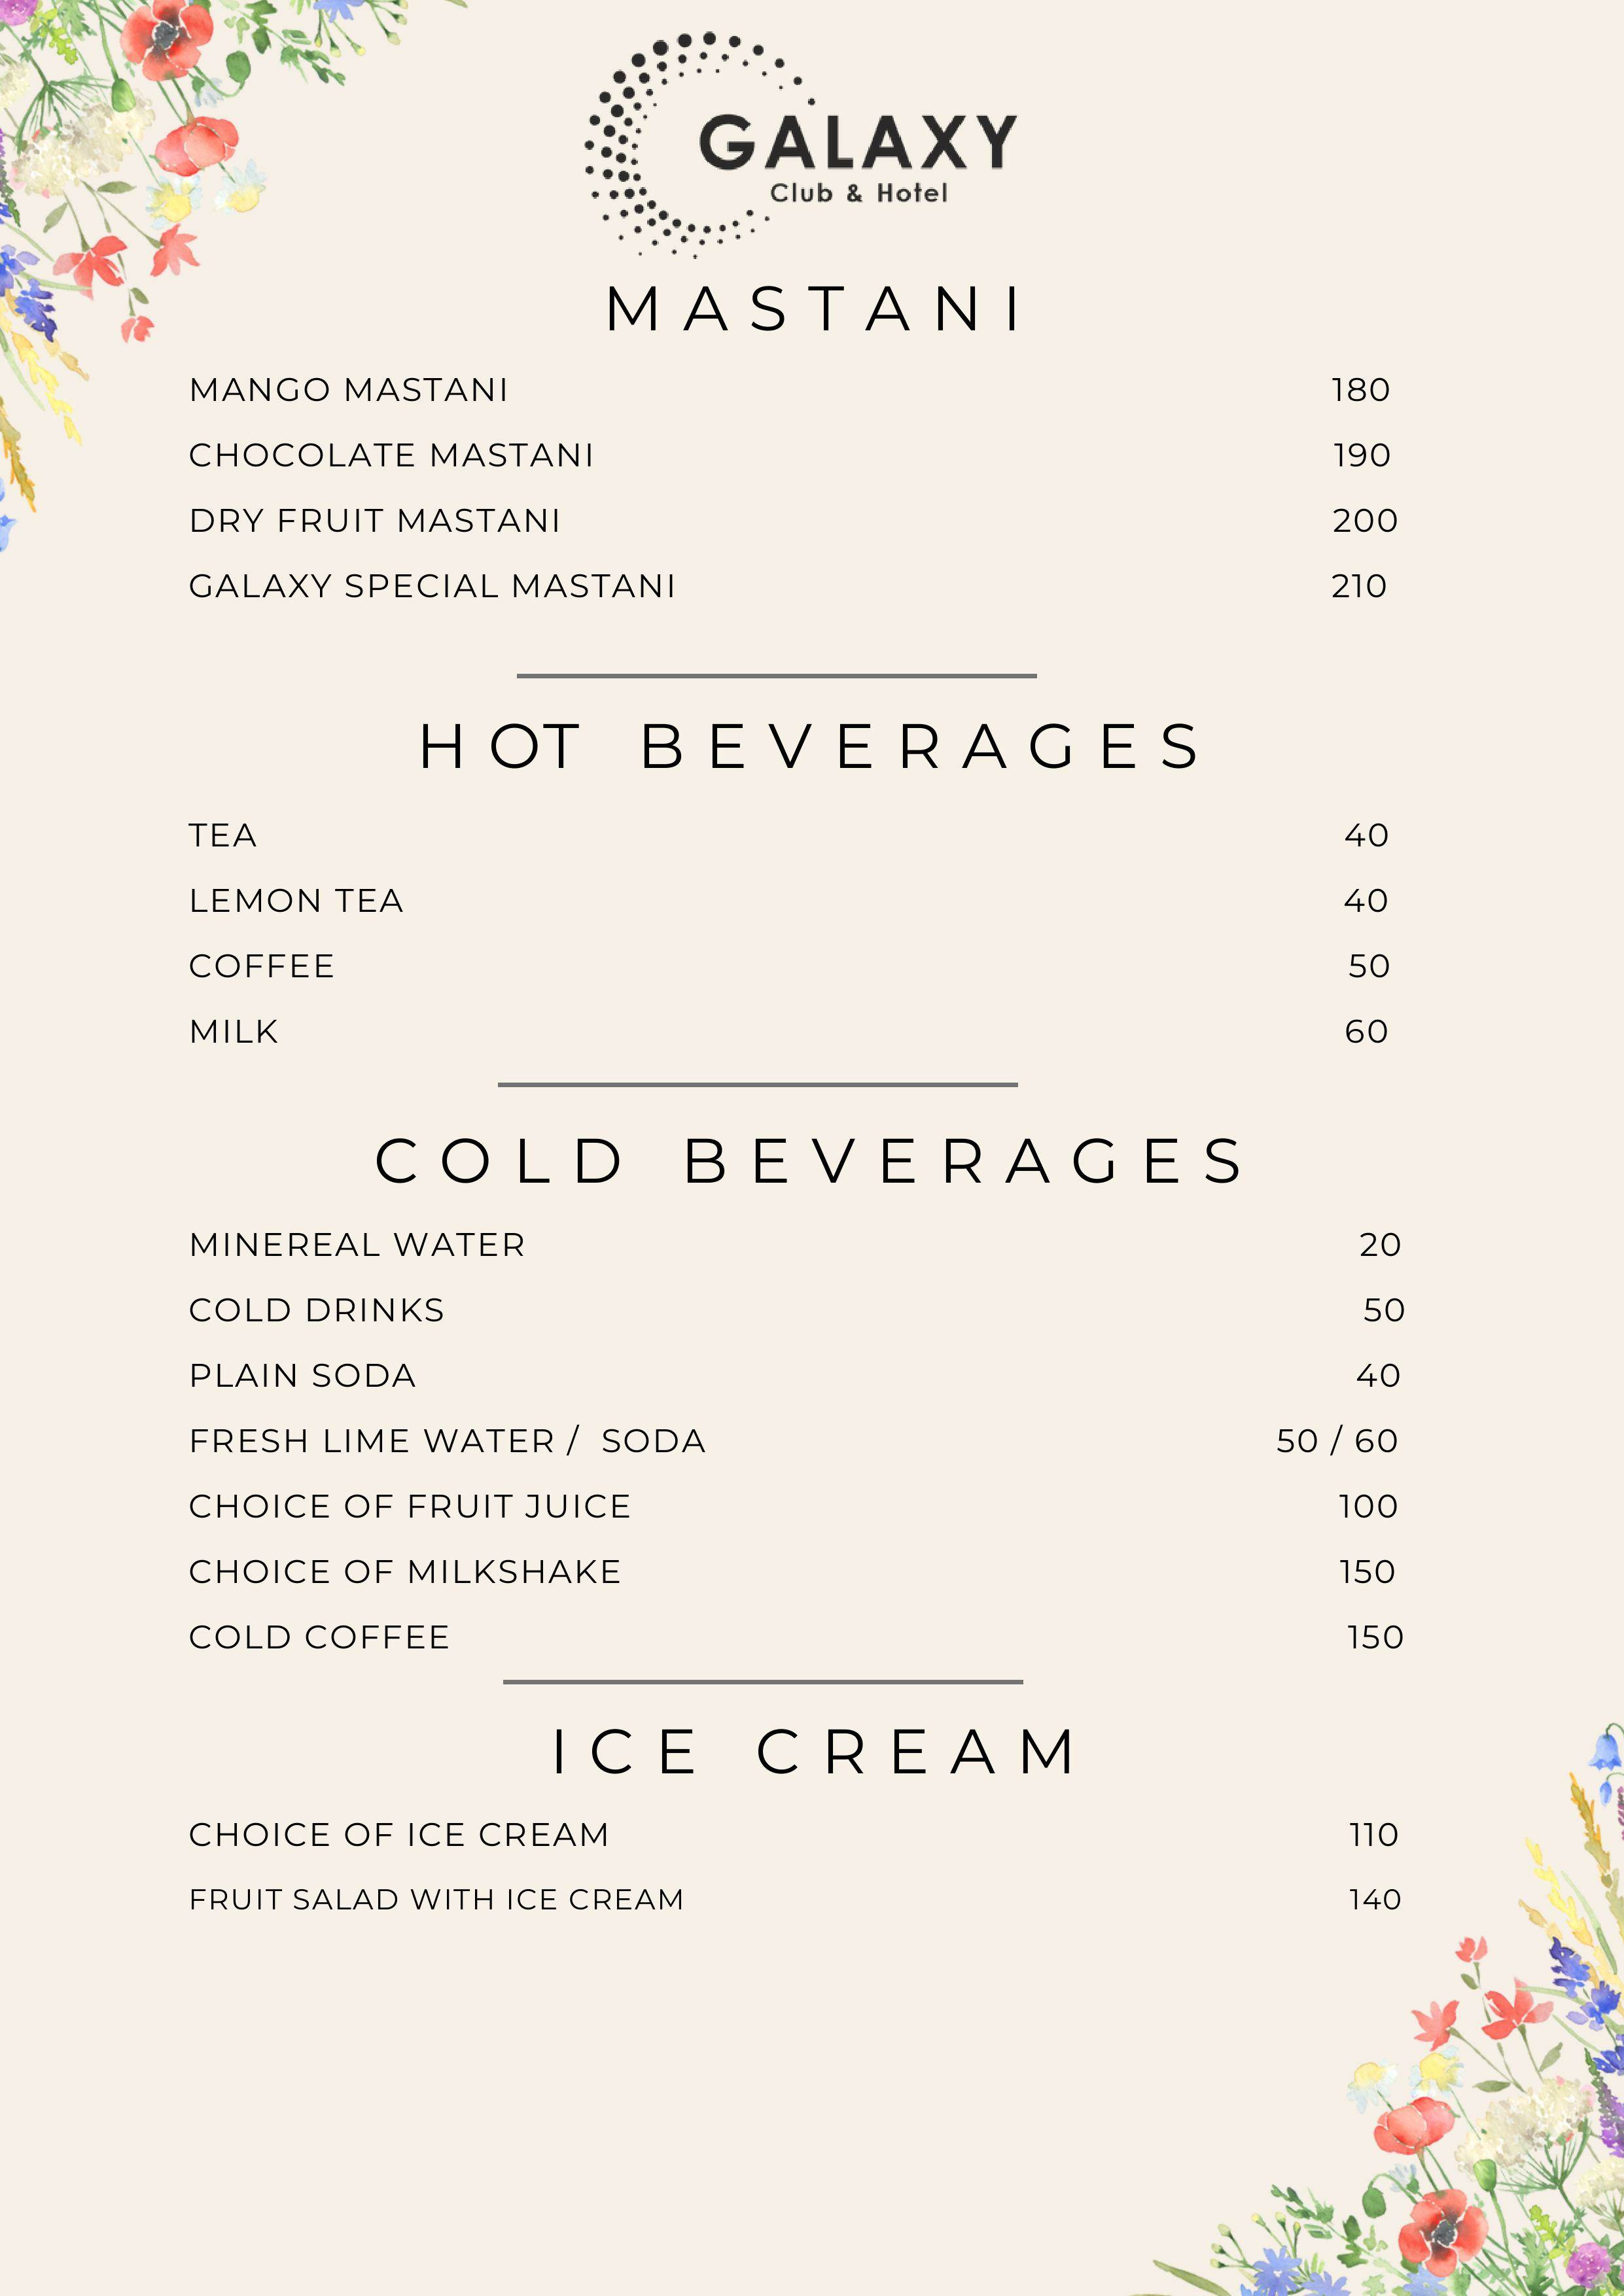 GALAXY
Club & Hotel
MASTANI
MANGO MASTANI 180
CHOCOLATE MASTANI 190
DRY FRUIT MASTANI 200
GALAXY SPECIAL MASTANI 210
HOT BEVERAGES
TEA 40
LEMON TEA 40
COFFEE 50
MILK 60
COLD BEVERAGES
MINEREAL WATER 20
COLD DRINKS 50
PLAIN SODA 40
FRESH LIME WATER / SODA 50 / 60
CHOICE OF FRUIT JUICE 100
CHOICE OF MILKSHAKE 150
COLD COFFEE 150
ICE CREAM
CHOICE OF ICE CREAM 110
FRUIT SALAD WITH ICE CREAM 140